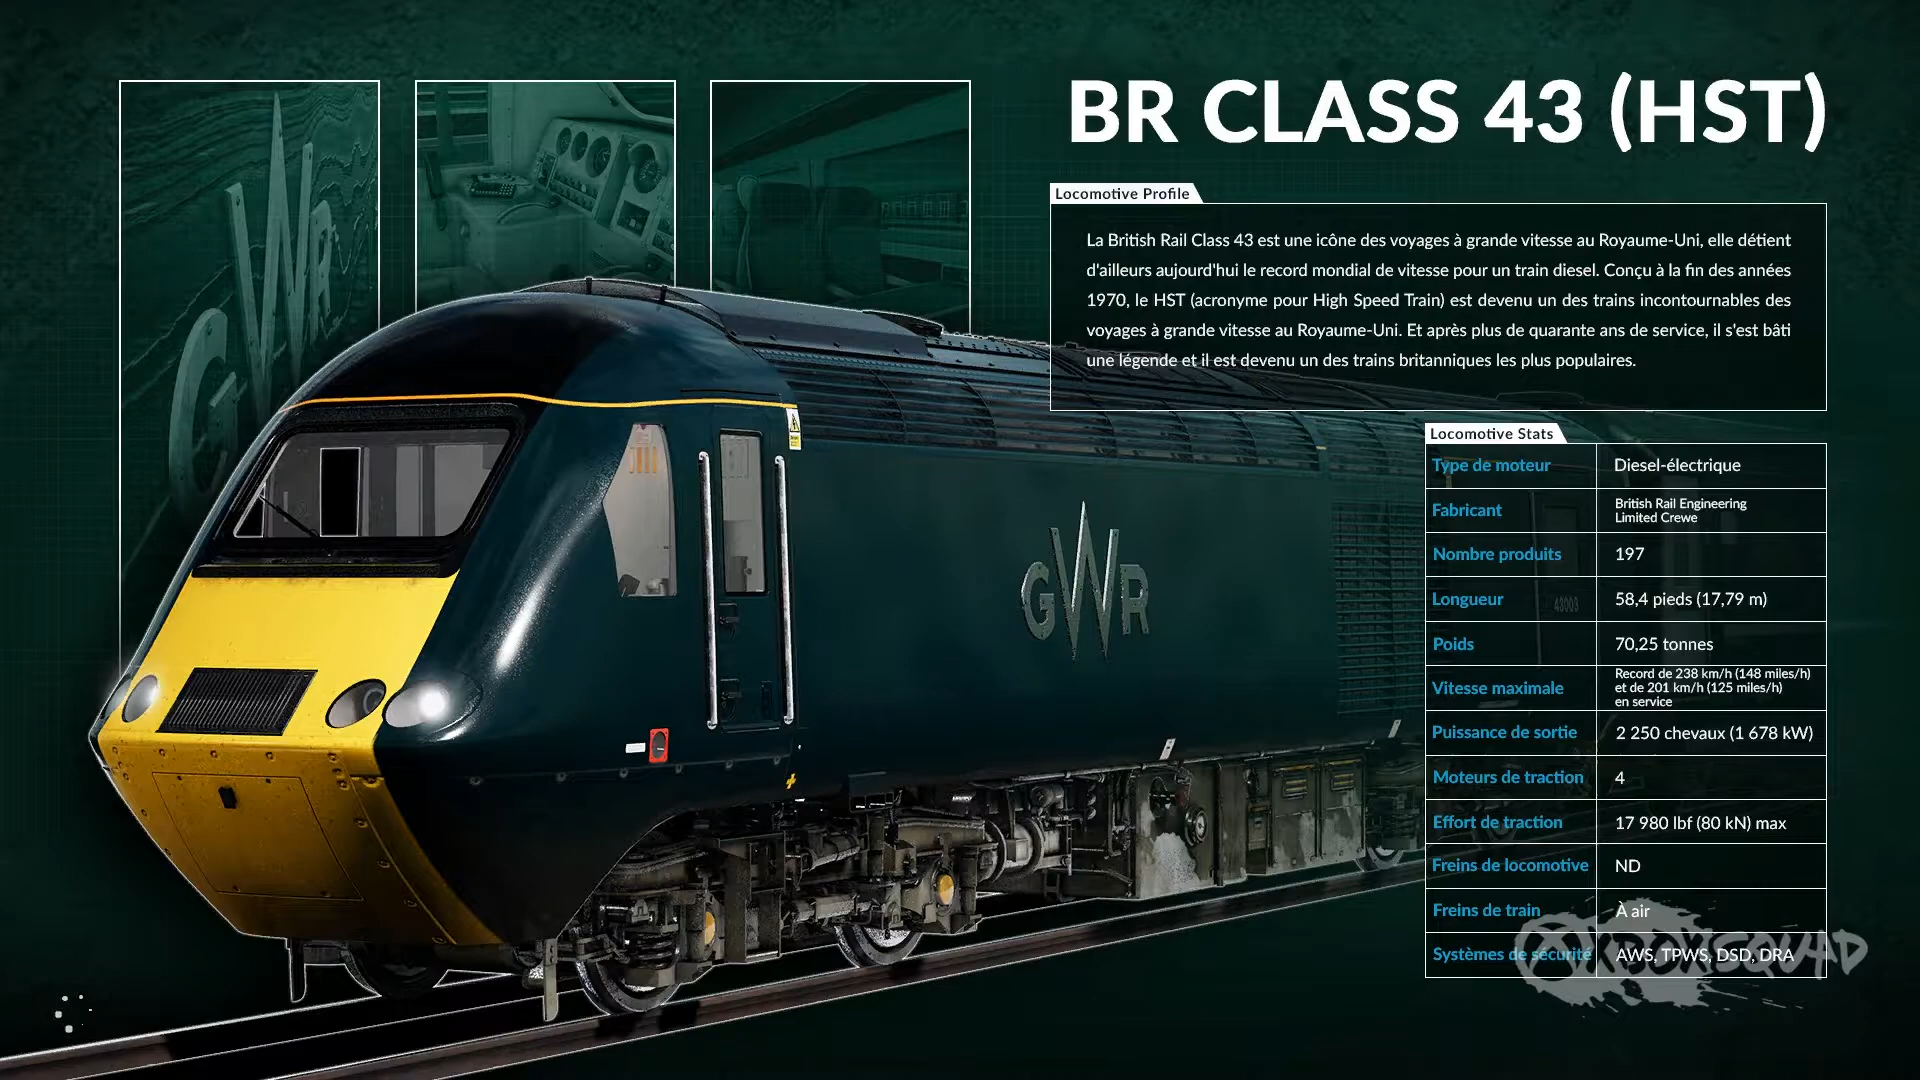 BR CLASS 43 (HST)
Locomotive Profile
La British Rail Class 43 est une icône des voyages à grande vitesse au Royaume-Uni, elle détient
d'ailleurs aujourd'hui le record mondial de vitesse pour un train diesel. Conçu à la fin des années
1970, le HST (acronyme pour High Speed Train) est devenu un des trains incontournables des
voyages à grande vitesse au Royaume-Uni. Et après plus de quarante ans de service, il s'est bâti
une légende et il est devenu un des trains britanniques les plus populaires.
Locomotive Stats
Type de moteur Diesel-électrique
Fabricant British Rail Engineering
Limited Crewe
Nombre produits 197
Longueur 58,4 pieds (17,79 m)
Poids 70,25 tonnes
Vitesse maximale Record de 238 km/h (148 miles/h)
et de 201 km/h (125 miles/h)
en service
Puissance de sortie 2 250 chevaux (1 678 kW)
Moteurs de traction 4
Effort de traction 17 980 lbf (80 kN) max
Freins de locomotive ND
Freins de train À air
Systèmes de sécurité AWS, TPWS, DSD, DRA
GWR
GWR
43003
XBOXSQUAD